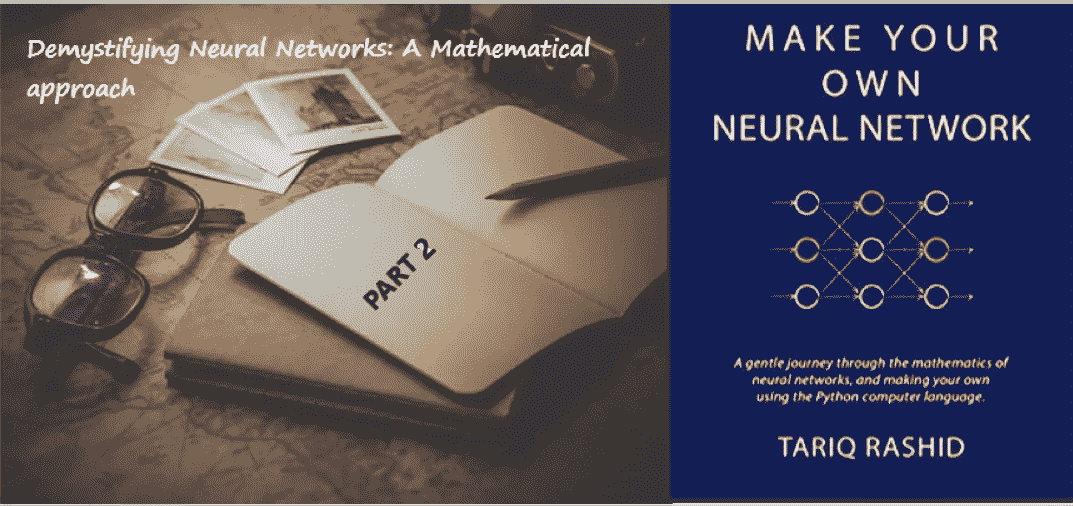 Demystifying Neural Networks: A Mathematical
approach
PART 2
MAKE YOUR
OWN
NEURAL NETWORK
A gentle journey through the mathematics of
neural networks, and making your own
using the Python computer language.
TARIQ RASHID